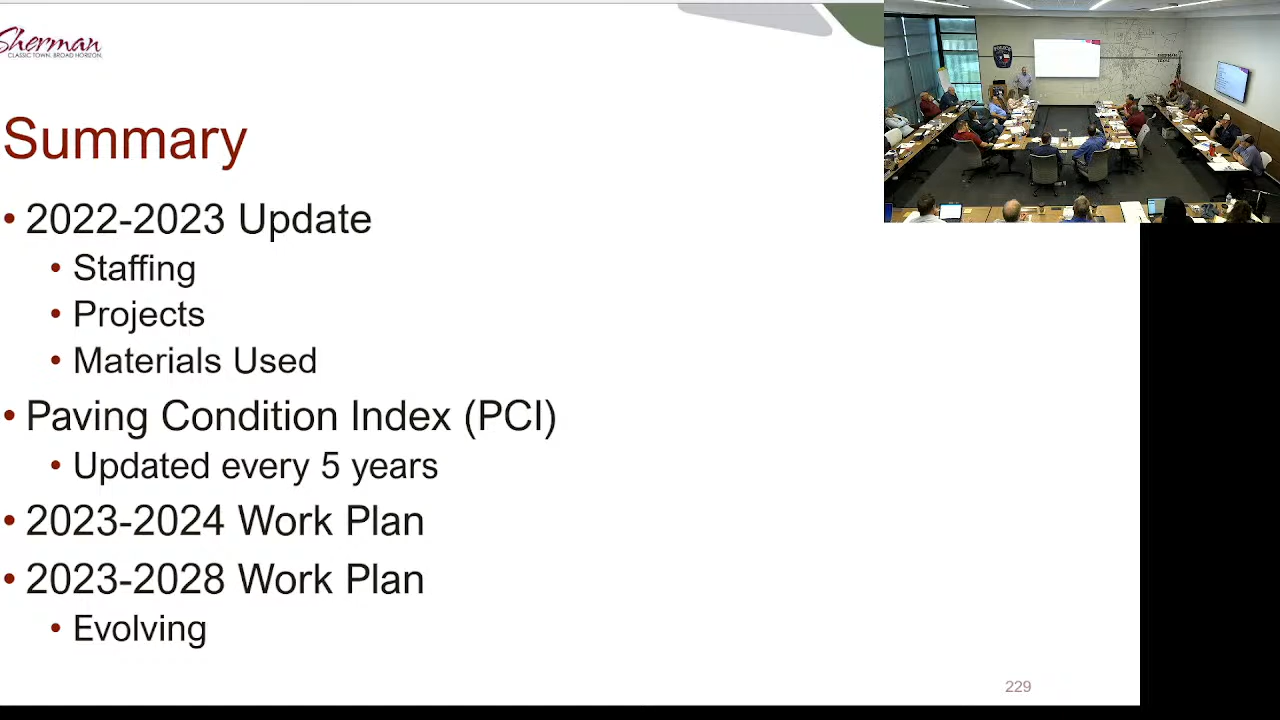 Sherman
CLASSIC TOWN. BROAD HORIZON.
Summary
• 2022-2023 Update
• Staffing
• Projects
• Materials Used
• Paving Condition Index (PCI)
• Updated every 5 years
• 2023-2024 Work Plan
• 2023-2028 Work Plan
• Evolving
229
POLICE